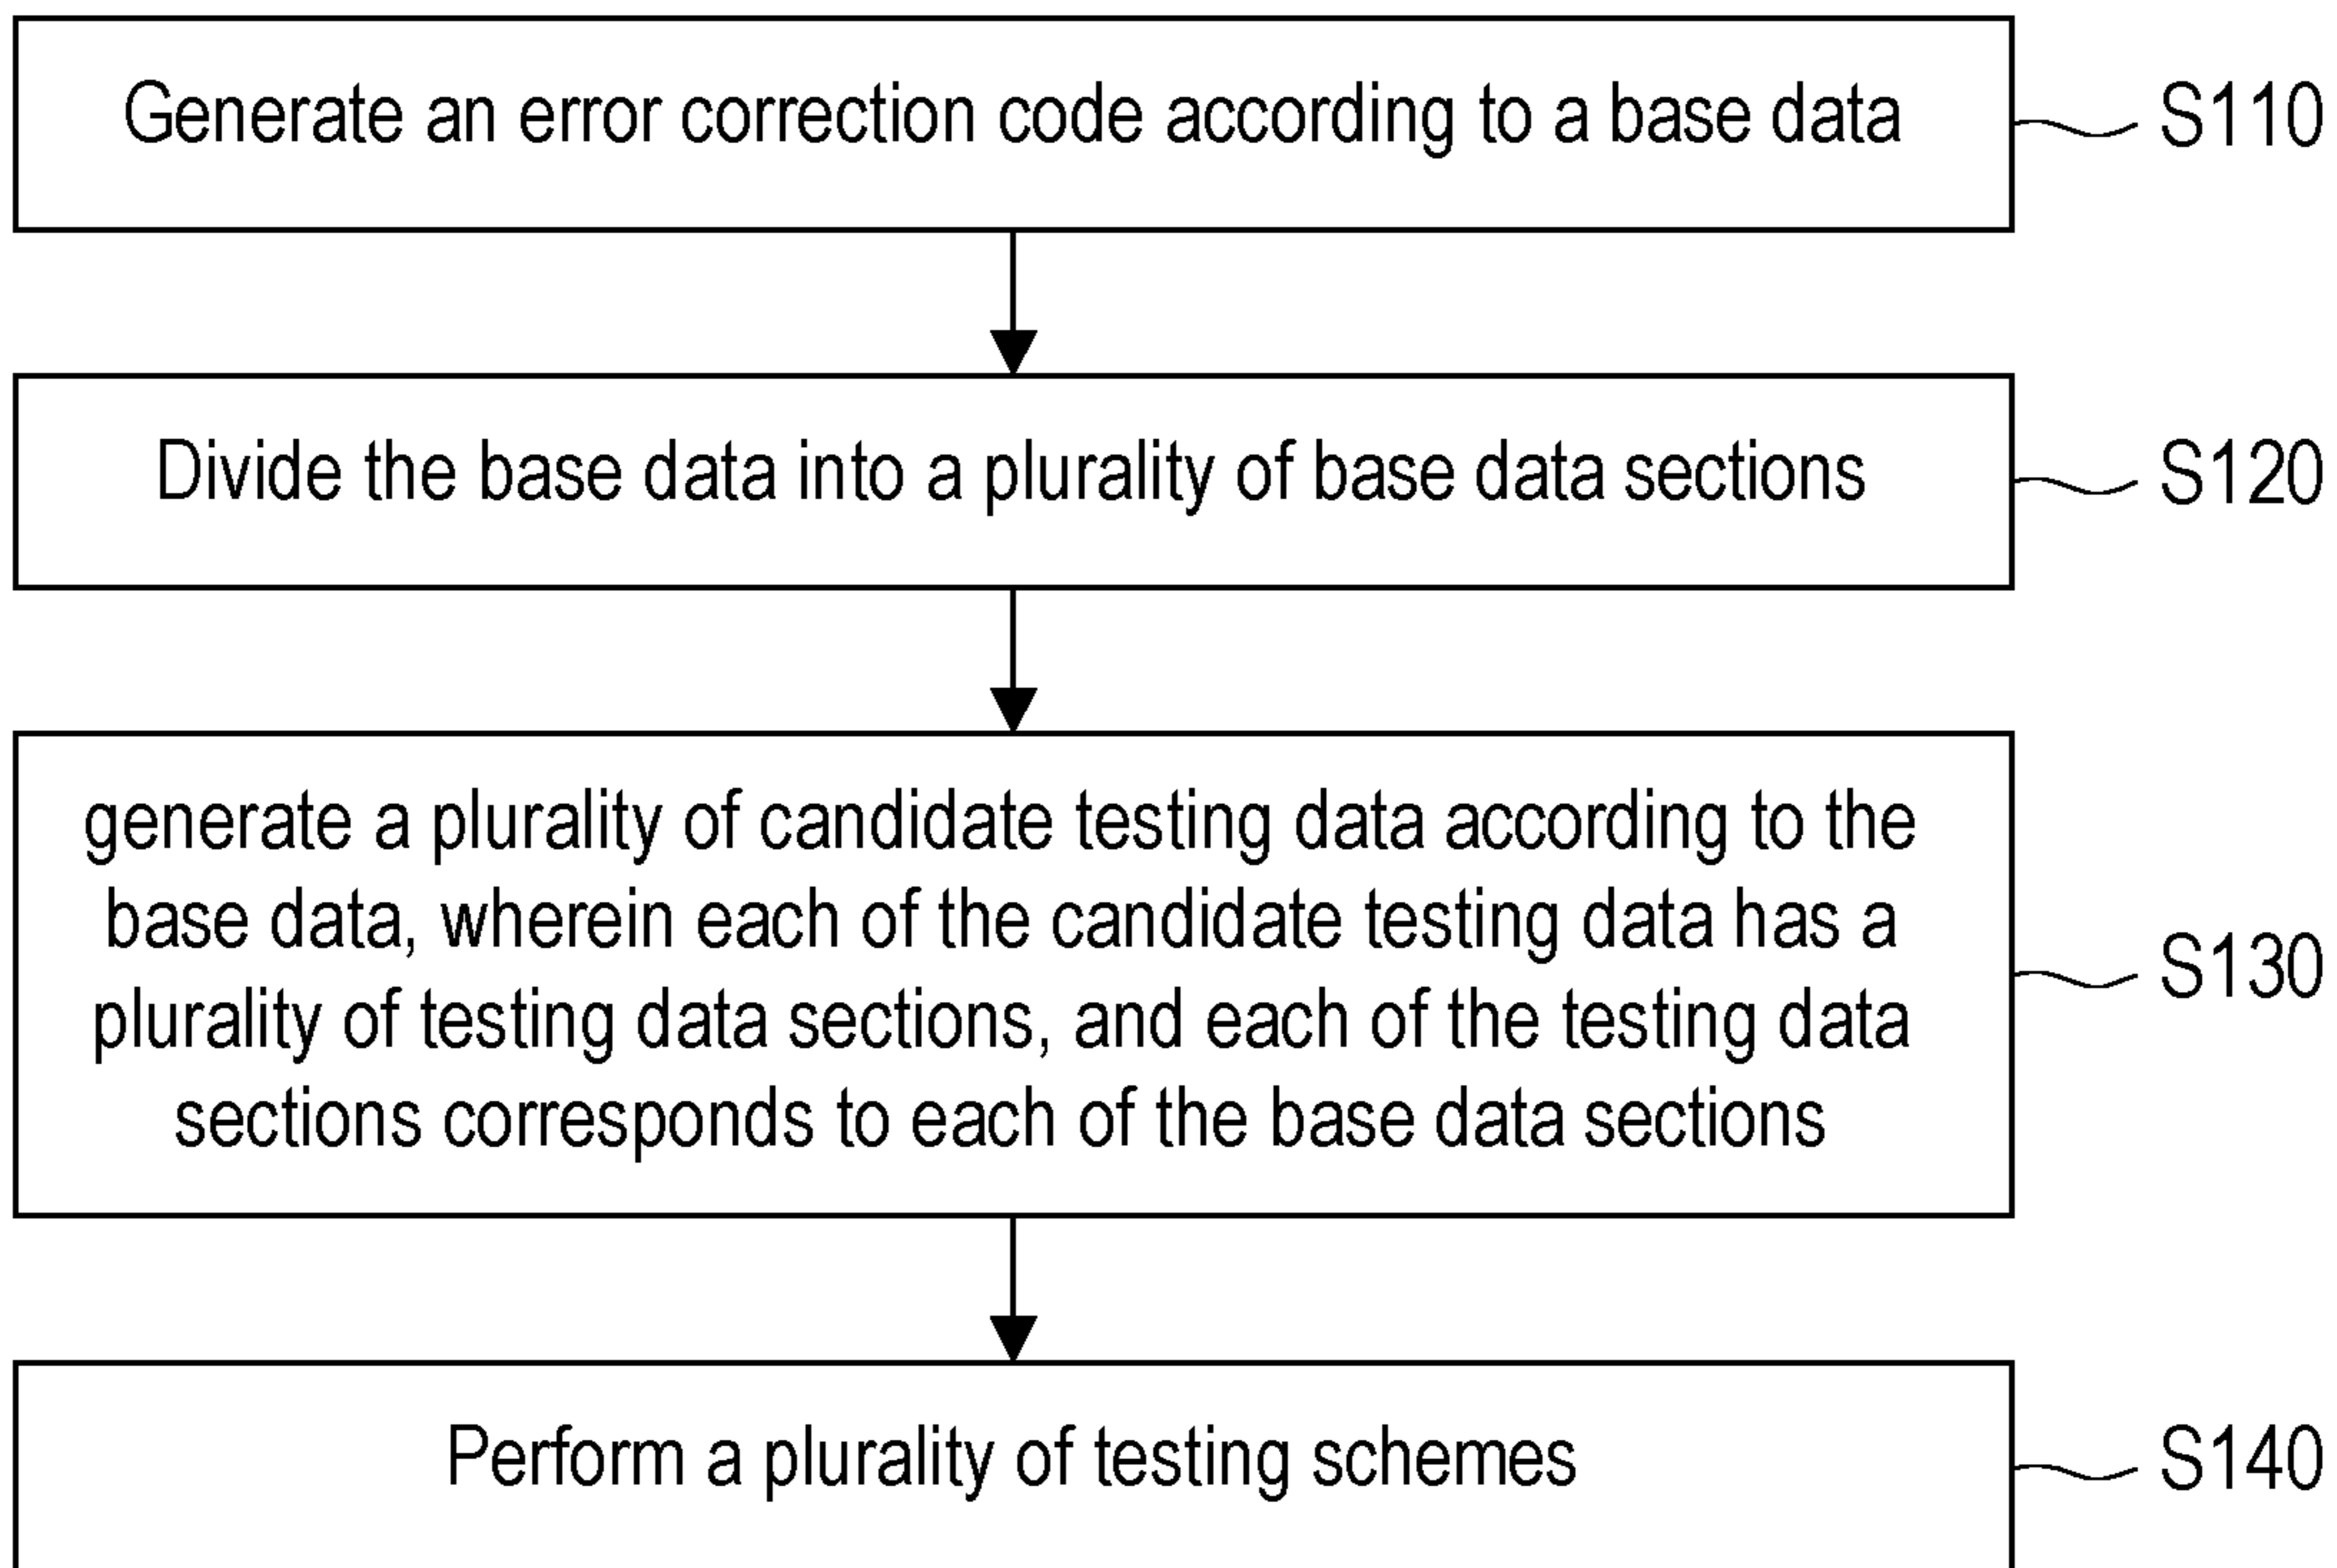 Generate an error correction code according to a base data
S110
Divide the base data into a plurality of base data sections
S120
generate a plurality of candidate testing data according to the
base data, wherein each of the candidate testing data has a
plurality of testing data sections, and each of the testing data
sections corresponds to each of the base data sections
S130
Perform a plurality of testing schemes
S140